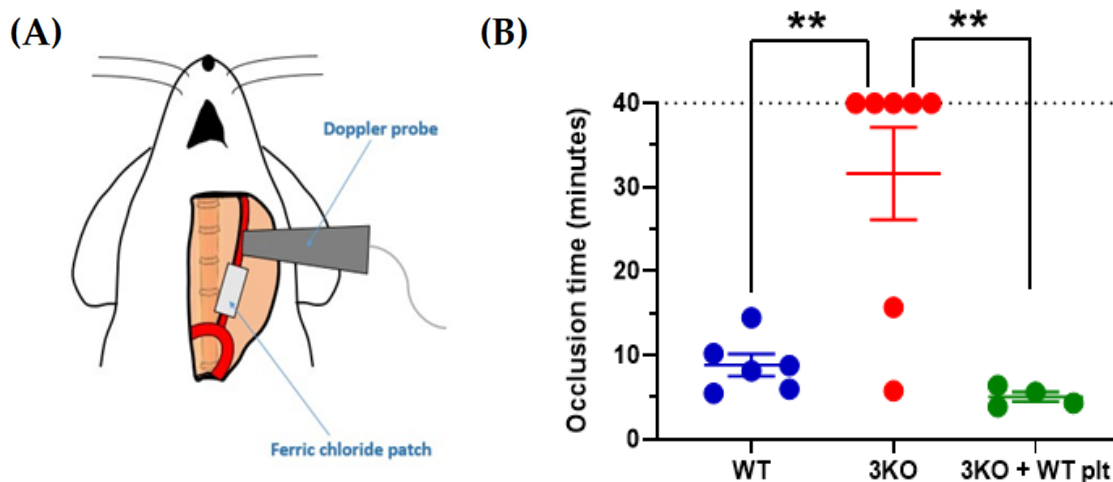 (A)
Doppler probe
Ferric chloride patch
(B)
** **
Occlusion time (minutes)
40
30
20
10
0
WT 3KO 3KO + WT plt